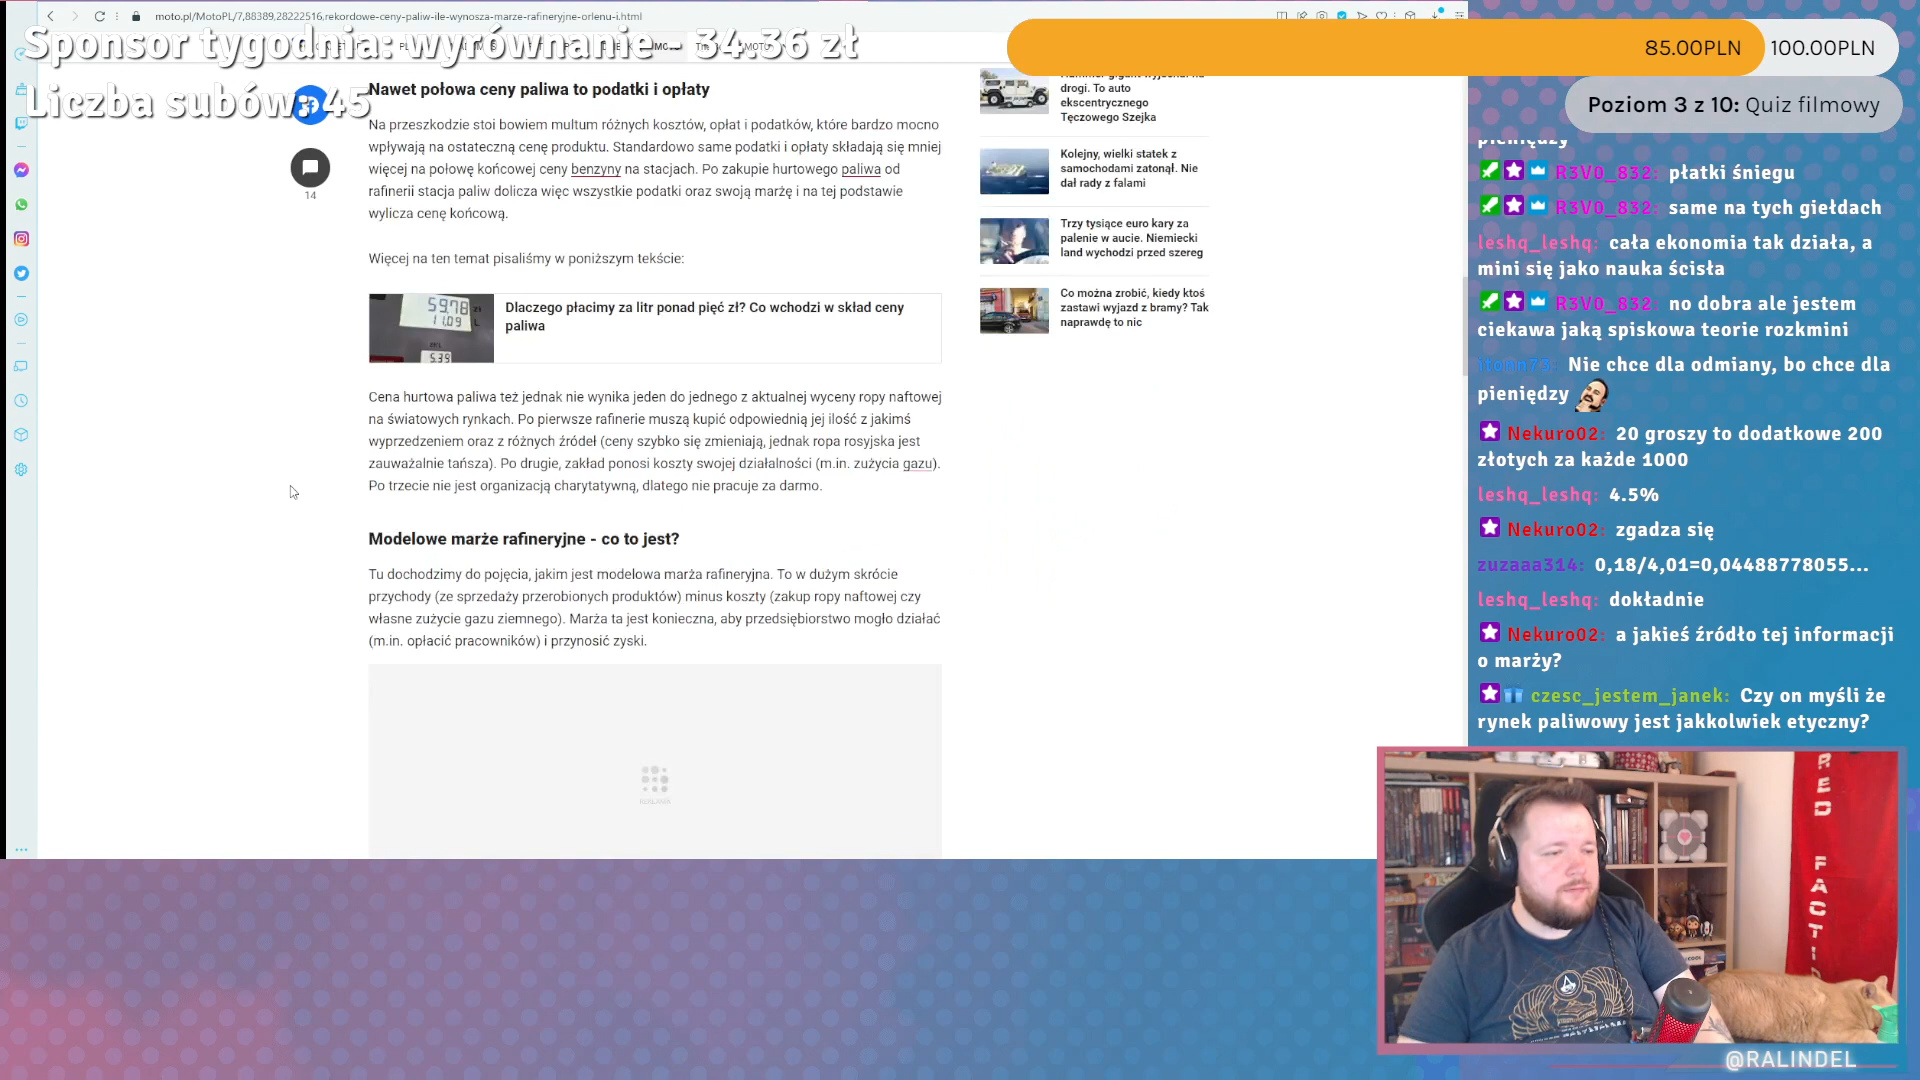 moto.pl/MotoPL/7,88389,28222516,rekordowe-ceny-paliw-ile-wynosza-marze-rafineryjne-orlenu-i.html
Sponsor tygodnia: wyrównanie - 34.36 zł
Liczba subów: 45
85.00PLN
100.00PLN
Poziom 3 z 10: Quiz filmowy
Nawet połowa ceny paliwa to podatki i opłaty
Na przeszkodzie stoi bowiem multum różnych kosztów, opłat i podatków, które bardzo mocno
wpływają na ostateczną cenę produktu. Standardowo same podatki i opłaty składają się mniej
więcej na połowę końcowej ceny benzyny na stacjach. Po zakupie hurtowego paliwa od
rafinerii stacja paliw dolicza więc wszystkie podatki oraz swoją marżę i na tej podstawie
wylicza cenę końcową.
14
Więcej na ten temat pisaliśmy w poniższym tekście:
59.78 zł
11.09 L
5.39
Dlaczego płacimy za litr ponad pięć zł? Co wchodzi w skład ceny
paliwa
Cena hurtowa paliwa też jednak nie wynika jeden do jednego z aktualnej wyceny ropy naftowej
na światowych rynkach. Po pierwsze rafinerie muszą kupić odpowiednią jej ilość z jakimś
wyprzedzeniem oraz z różnych źródeł (ceny szybko się zmieniają, jednak ropa rosyjska jest
zauważalnie tańsza). Po drugie, zakład ponosi koszty swojej działalności (m.in. zużycia gazu).
Po trzecie nie jest organizacją charytatywną, dlatego nie pracuje za darmo.
Modelowe marże rafineryjne - co to jest?
Tu dochodzimy do pojęcia, jakim jest modelowa marża rafineryjna. To w dużym skrócie
przychody (ze sprzedaży przerobionych produktów) minus koszty (zakup ropy naftowej czy
własne zużycie gazu ziemnego). Marża ta jest konieczna, aby przedsiębiorstwo mogło działać
(m.in. opłacić pracowników) i przynosić zyski.
REKLAMA
drogi. To auto
ekscentrycznego
Tęczowego Szejka
Kolejny, wielki statek z
samochodami zatonął. Nie
dał rady z falami
Trzy tysiące euro kary za
palenie w aucie. Niemiecki
land wychodzi przed szereg
Co można zrobić, kiedy ktoś
zastawi wyjazd z bramy? Tak
naprawdę to nic
pieniędzy
R3V0_832: płatki śniegu
R3V0_832: same na tych giełdach
leshq_leshq: cała ekonomia tak działa, a
mini się jako nauka ścisła
R3V0_832: no dobra ale jestem
ciekawa jaką spiskowa teorie rozkmini
Nie chce dla odmiany, bo chce dla
pieniędzy
Nekuro02: 20 groszy to dodatkowe 200
złotych za każde 1000
leshq_leshq: 4.5%
Nekuro02: zgadza się
zuzaaa314: 0,18/4,01=0,04488778055...
leshq_leshq: dokładnie
Nekuro02: a jakieś źródło tej informacji
o marży?
czesc_jestem_janek: Czy on myśli że
rynek paliwowy jest jakkolwiek etyczny?
RED FACTI
@RALINDEL